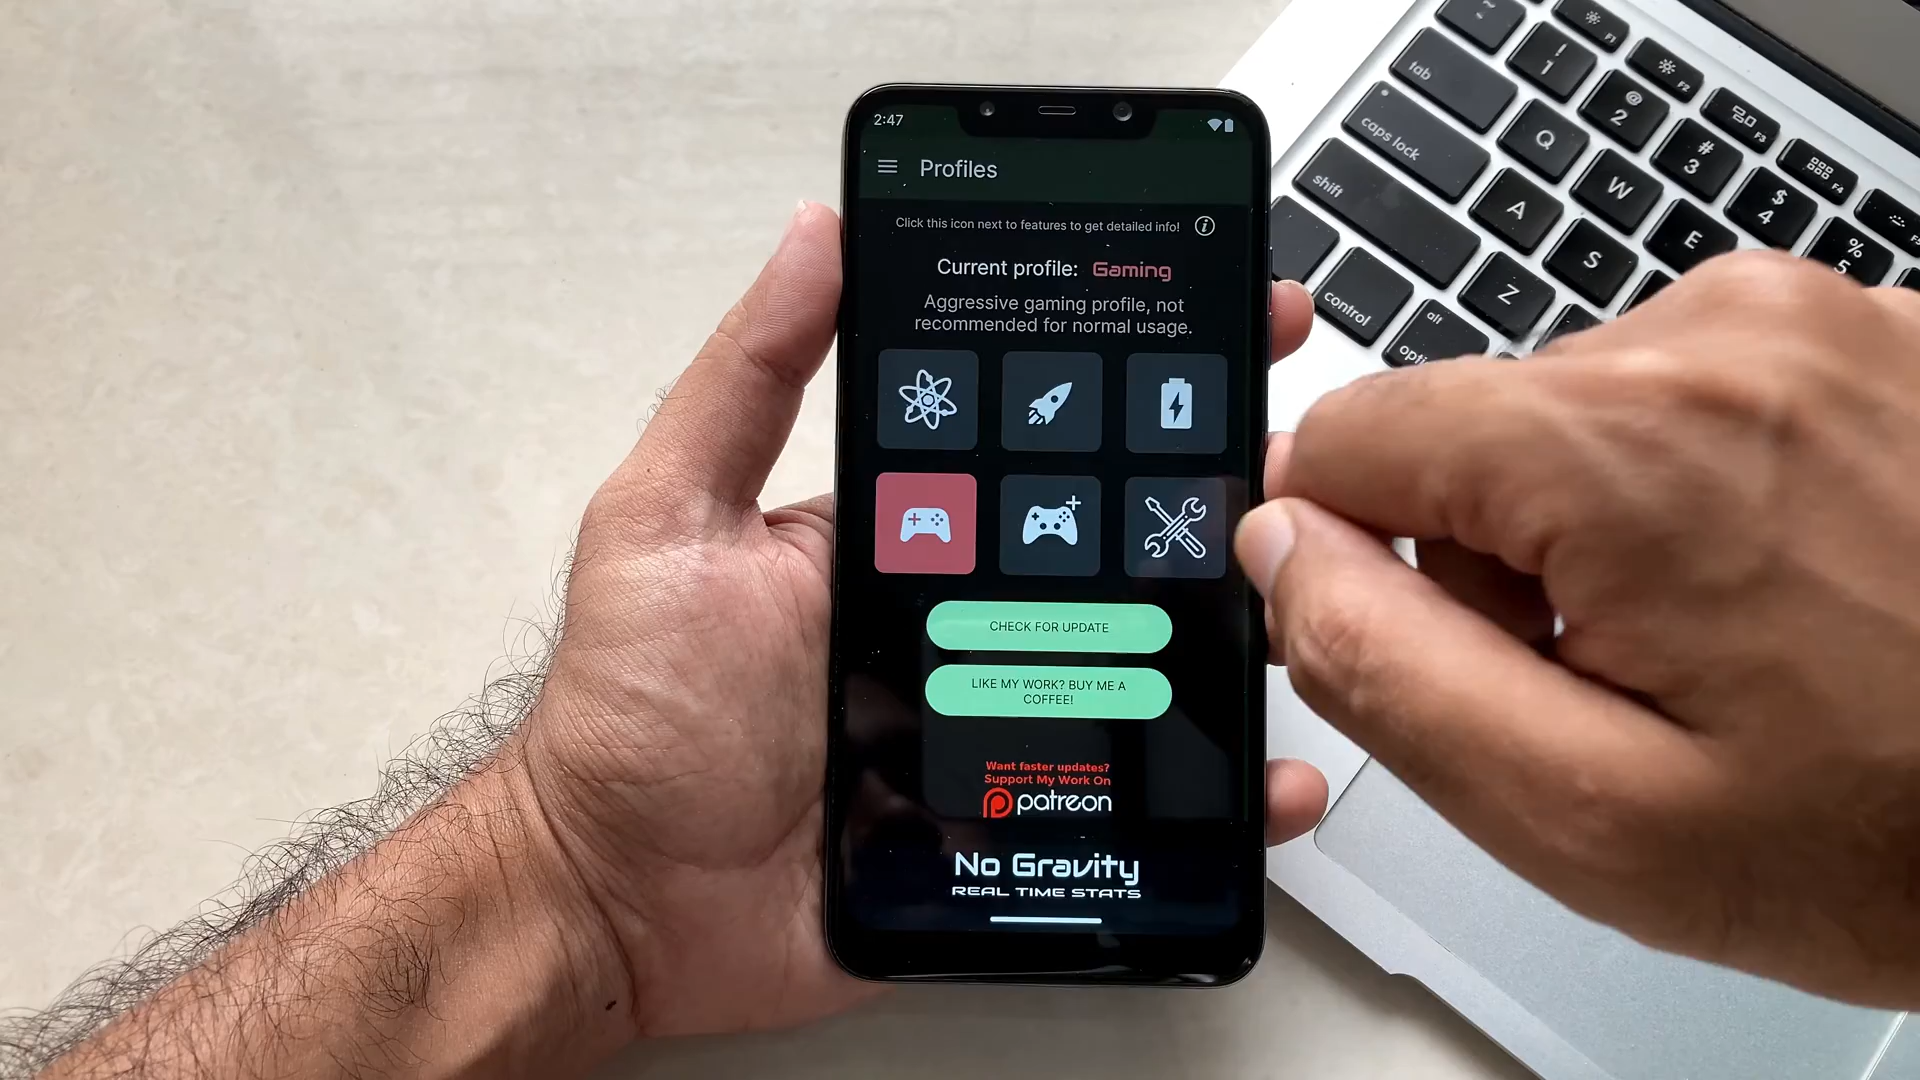 2:47
Profiles
Click this icon next to features to get detailed info!
i
Current profile: Gaming
Aggressive gaming profile, not
recommended for normal usage.
CHECK FOR UPDATE
LIKE MY WORK? BUY ME A
COFFEE!
Want faster updates?
Support My Work On
patreon
No Gravity
REAL TIME STATS
~
F1
F2
F3
F4
tab
!
1
@
2
#
3
$
4
%
5
caps lock
Q
W
E
shift
A
S
Z
control
alt